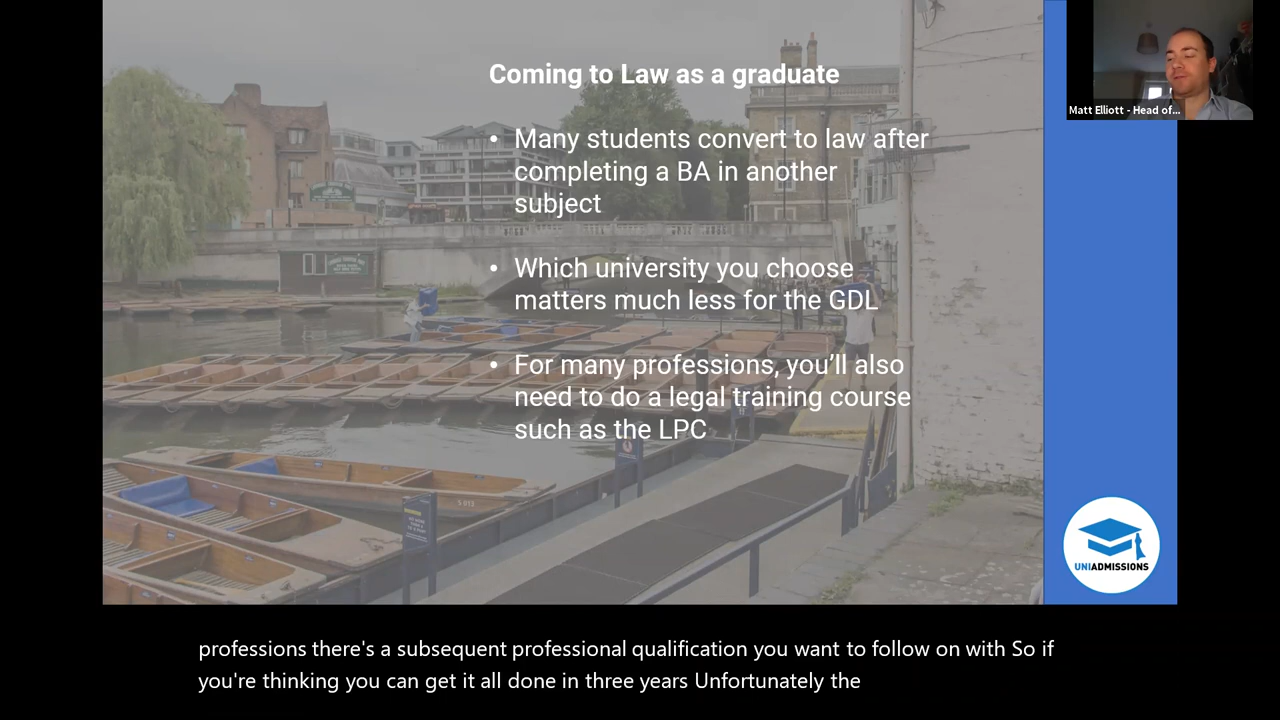 Coming to Law as a graduate
• Many students convert to law after
completing a BA in another
subject
• Which university you choose
matters much less for the GDL
• For many professions, you’ll also
need to do a legal training course
such as the LPC
Matt Elliott - Head of...
UNIADMISSIONS
professions there's a subsequent professional qualification you want to follow on with So if
you're thinking you can get it all done in three years Unfortunately the